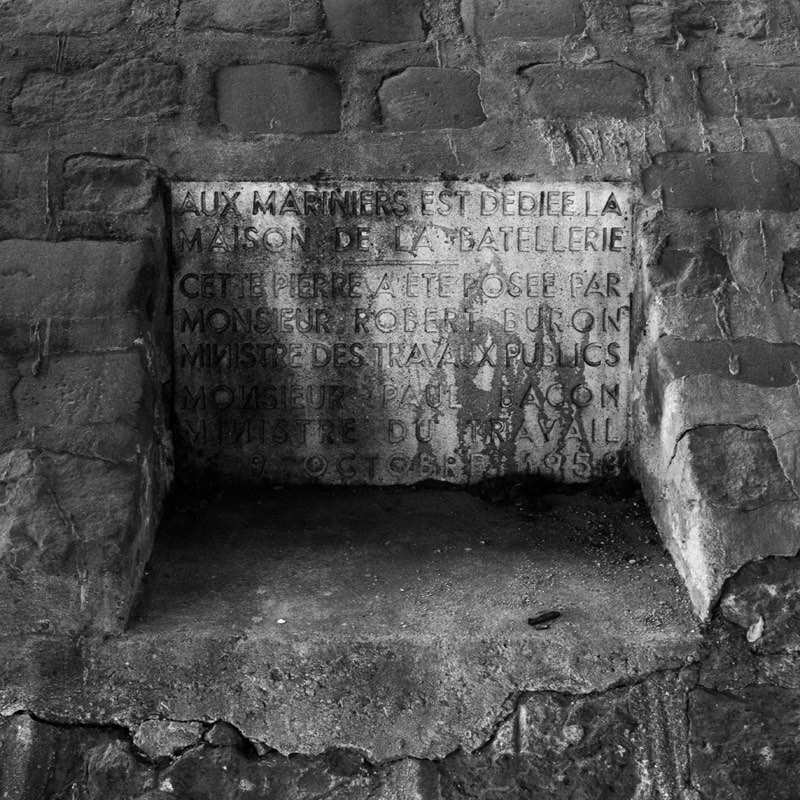 AUX MARINIERS EST DEDIEE LA
MAISON DE LA BATELLERIE
CETTE PIERRE A ETE POSEE PAR
MONSIEUR ROBERT BURON
MINISTRE DES TRAVAUX PUBLICS
MONSIEUR PAUL BACON
MINISTRE DU TRAVAIL
OCTOBRE 1958